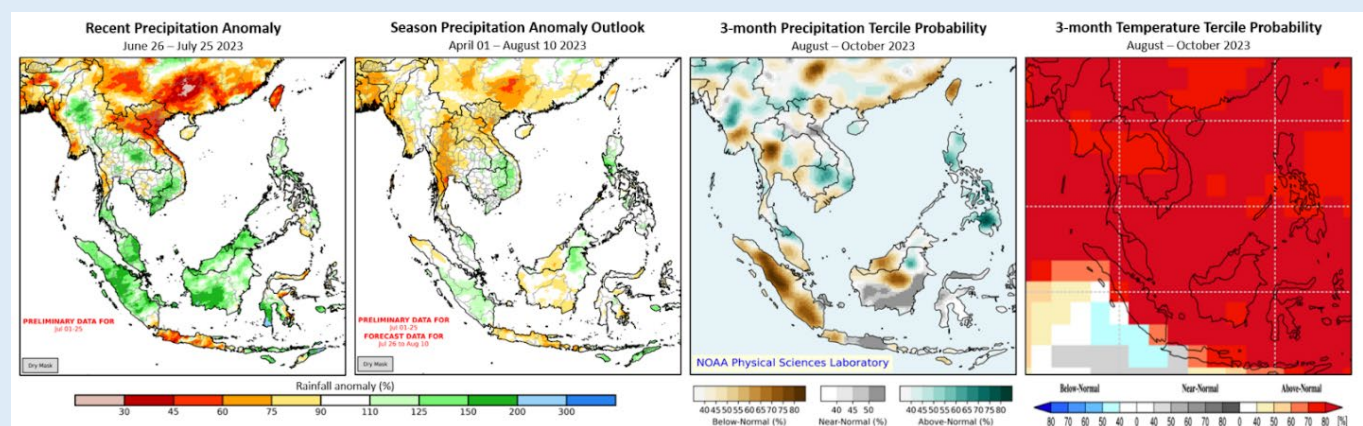 Recent Precipitation Anomaly
June 26 – July 25 2023
PRELIMINARY DATA FOR
Jul 01-25
Dry Mask
Season Precipitation Anomaly Outlook
April 01 – August 10 2023
PRELIMINARY DATA FOR
Jul 01-25
FORECAST DATA FOR
Jul 26 to Aug 10
Dry Mask
Rainfall anomaly (%)
30 45 60 75 90 110 125 150 200 300
3-month Precipitation Tercile Probability
August – October 2023
NOAA Physical Sciences Laboratory
40 45 50 55 60 65 70 75 80
Below-Normal (%)
40 45 50
Near-Normal (%)
40 45 50 55 60 65 70 75 80
Above-Normal (%)
3-month Temperature Tercile Probability
August – October 2023
Below-Normal Near-Normal Above-Normal
80 70 60 50 40 0 40 50 60 70 80 0 40 50 60 70 80 [%]